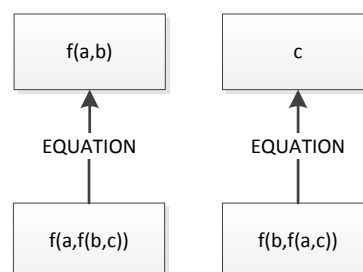 f(a,b)
c
EQUATION
EQUATION
f(a,f(b,c))
f(b,f(a,c))